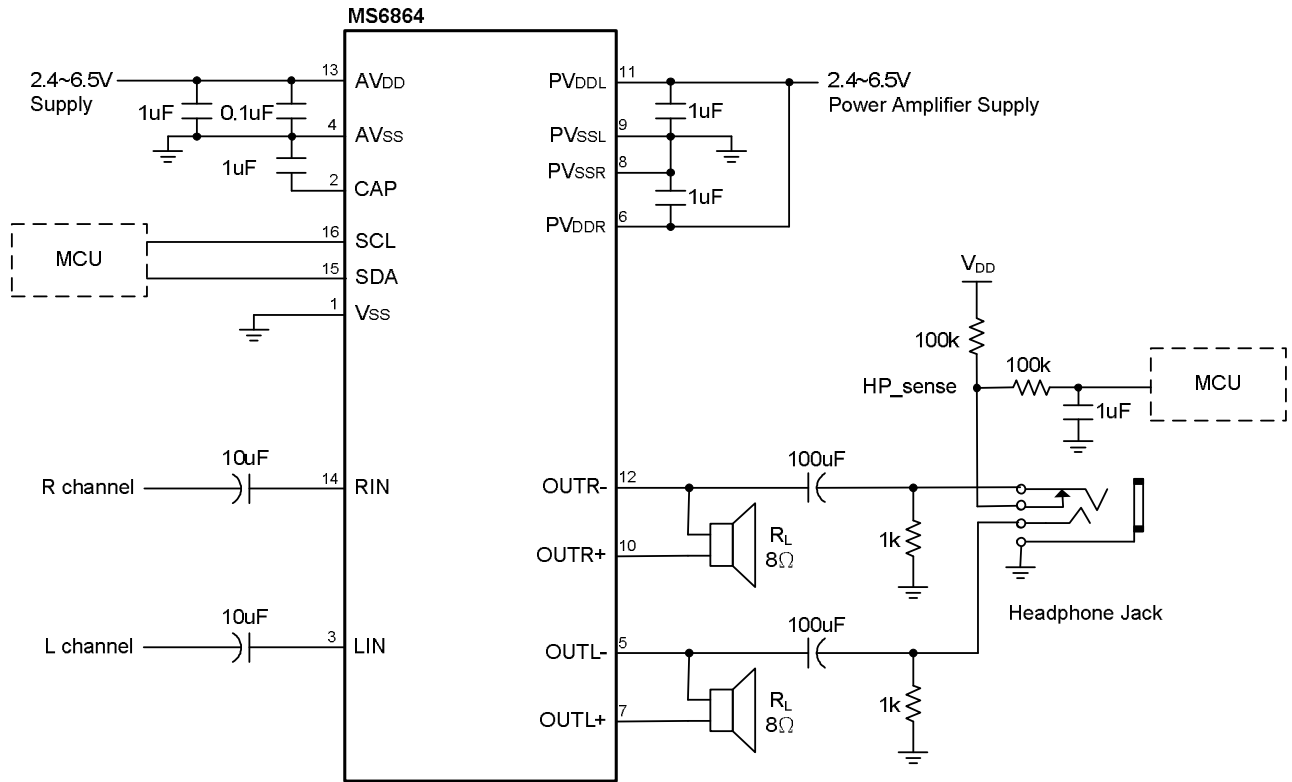 MS6864
2.4~6.5V
Supply
1uF
0.1uF
1uF
13
AVDD
4
AVSS
2
CAP
MCU
16
SCL
15
SDA
1
VSS
R channel
10uF
14
RIN
L channel
10uF
3
LIN
PVDDL
11
PVSSL
9
PVSSR
8
PVDDR
6
1uF
1uF
2.4~6.5V
Power Amplifier Supply
VDD
100k
HP_sense
100k
1uF
MCU
OUTR-
12
OUTR+
10
100uF
RL
8Ω
1k
Headphone Jack
OUTL-
5
OUTL+
7
100uF
RL
8Ω
1k